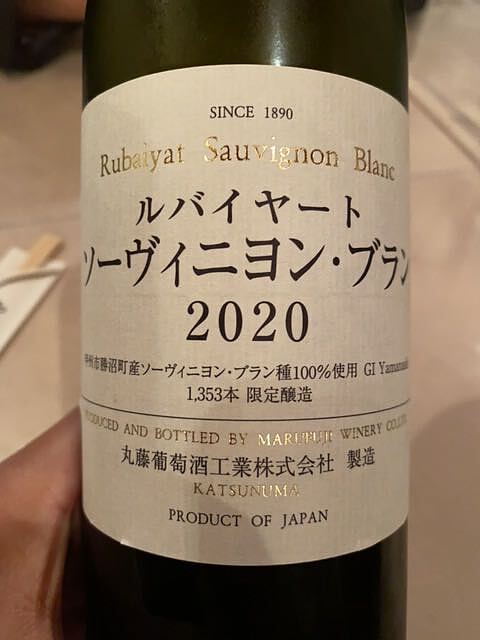 SINCE 1890
Rubaiyat Sauvignon Blanc
ルバイヤート
ソーヴィニヨン・ブラン
2020
甲州市勝沼町産ソーヴィニヨン・ブラン種100%使用 GI
1,353本 限定醸造
AND BOTTLED BY MARUFUJI WINERY CO.,LTD.
丸藤葡萄酒工業株式会社 製造
KATSUNUMA
PRODUCT OF JAPAN